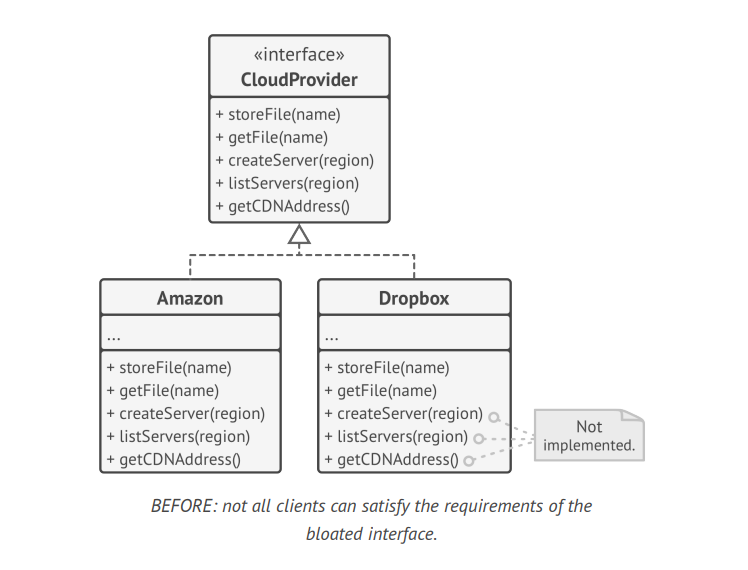 «interface»
CloudProvider
+ storeFile(name)
+ getFile(name)
+ createServer(region)
+ listServers(region)
+ getCDNAddress()
Amazon
...
+ storeFile(name)
+ getFile(name)
+ createServer(region)
+ listServers(region)
+ getCDNAddress()
Dropbox
...
+ storeFile(name)
+ getFile(name)
+ createServer(region)
+ listServers(region)
+ getCDNAddress()
Not
implemented.
BEFORE: not all clients can satisfy the requirements of the
bloated interface.